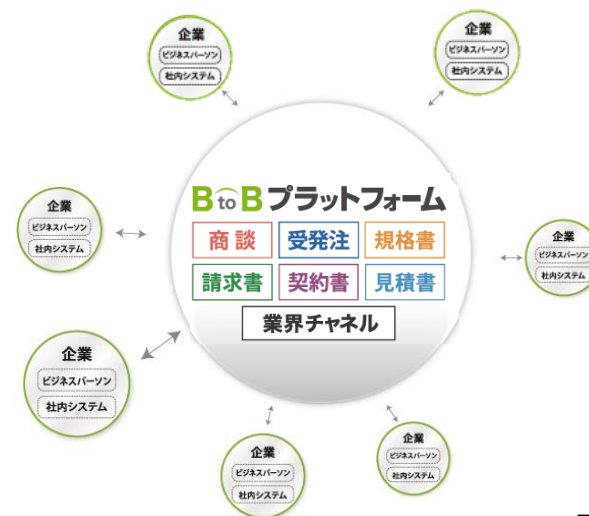 企業
ビジネスパーソン
社内システム
企業
ビジネスパーソン
社内システム
BtoBプラットフォーム
商談 受発注 規格書
請求書 契約書 見積書
業界チャネル
企業
ビジネスパーソン
社内システム
企業
ビジネスパーソン
社内システム
企業
ビジネスパーソン
社内システム
企業
ビジネスパーソン
社内システム
企業
ビジネスパーソン
社内システム